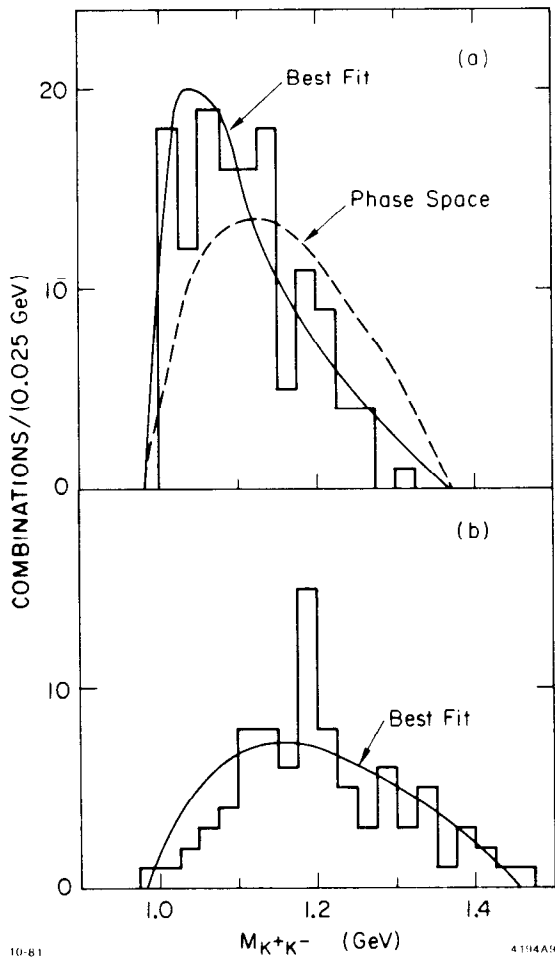 (a)
20
Best Fit
Phase Space
10
0
COMBINATIONS/(0.025 GeV)
(b)
10
Best Fit
0
1.0 1.2 1.4
M_{K^+K^-} (GeV)
10-81 4194A9